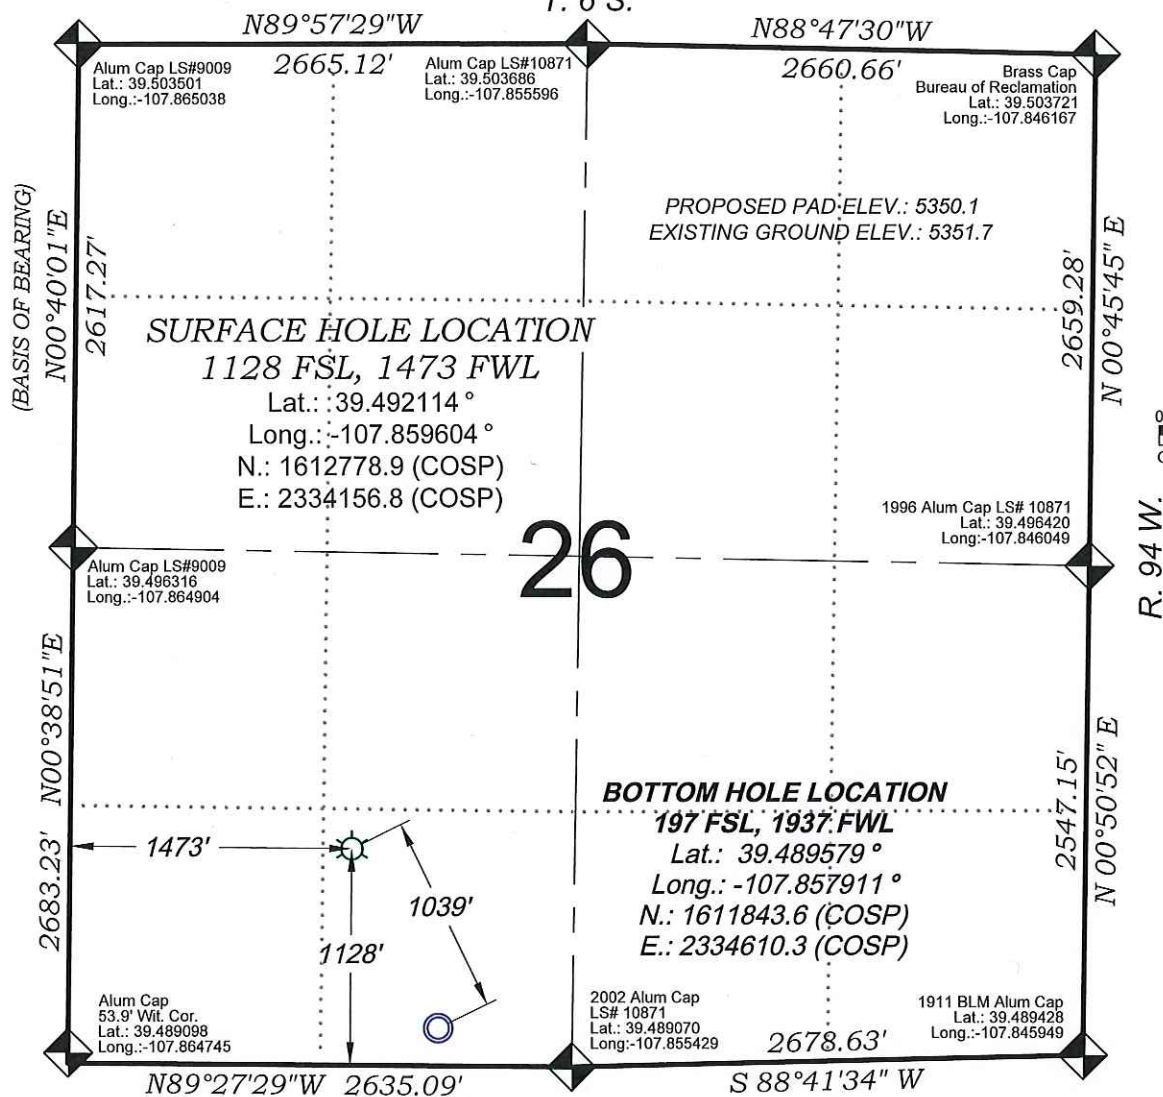 T. 6 S.
N89°57'29"W
N88°47'30"W
2665.12'
2660.66'
Alum Cap LS#9009
Lat.: 39.503501
Long.:-107.865038
Alum Cap LS#10871
Lat.: 39.503686
Long.:-107.855596
Brass Cap
Bureau of Reclamation
Lat.: 39.503721
Long.:-107.846167
(BASIS OF BEARING)
N00°40'01"E
2617.27'
PROPOSED PAD ELEV.: 5350.1
EXISTING GROUND ELEV.: 5351.7
2659.28'
N 00°45'45" E
SURFACE HOLE LOCATION
1128 FSL, 1473 FWL
Lat.: 39.492114°
Long.: -107.859604°
N.: 1612778.9 (COSP)
E.: 2334156.8 (COSP)
1996 Alum Cap LS# 10871
Lat.: 39.496420
Long:-107.846049
R. 94 W.
26
Alum Cap LS#9009
Lat.: 39.496316
Long.:-107.864904
N00°38'51"E
2683.23'
BOTTOM HOLE LOCATION
197 FSL, 1937 FWL
Lat.: 39.489579°
Long.: -107.857911°
N.: 1611843.6 (COSP)
E.: 2334610.3 (COSP)
2547.15'
N 00°50'52" E
1473'
1039'
1128'
Alum Cap
53.9' Wit. Cor.
Lat.: 39.489098
Long.:-107.864745
2002 Alum Cap
LS# 10871
Lat.: 39.489070
Long:-107.855429
1911 BLM Alum Cap
Lat.: 39.489428
Long.:-107.845949
2678.63'
N89°27'29"W 2635.09'
S 88°41'34" W